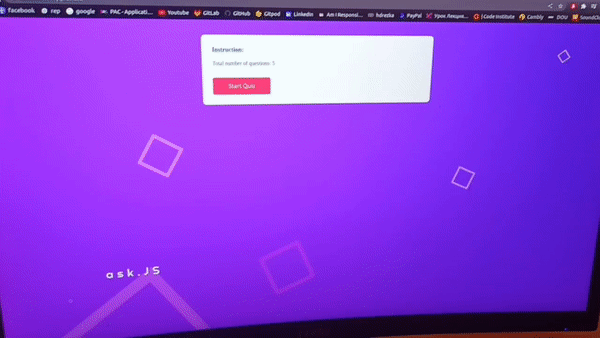 facebook rep google PAC - Applicati... Youtube GitLab GitHub Gitpod LinkedIn Am I Responsi... hdrezka PayPal Урок лекции... | Code Institute Cambly DOU SoundClo
Instruction:
Total number of questions: 5
Start Quiz
ask.JS